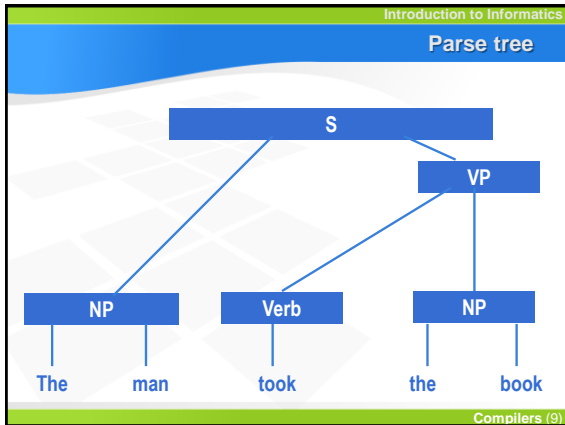 Introduction to Informatics
Parse tree
S
VP
NP Verb NP
The man took the book
Compilers (9)